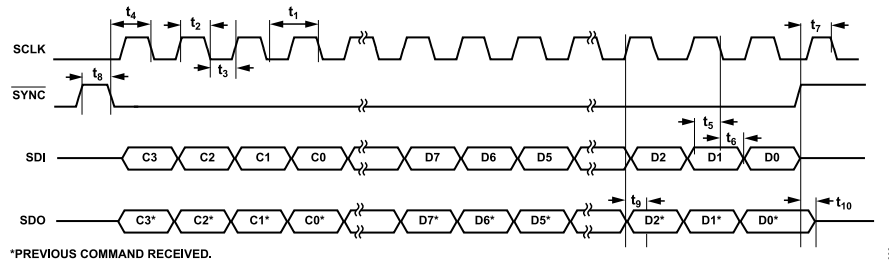 t4 t2 t1 t7
SCLK
t3
t8
SYNC
t5 t6
SDI C3 C2 C1 C0 D7 D6 D5 D2 D1 D0
t9 t10
SDO C3* C2* C1* C0* D7* D6* D5* D2* D1* D0*
*PREVIOUS COMMAND RECEIVED.